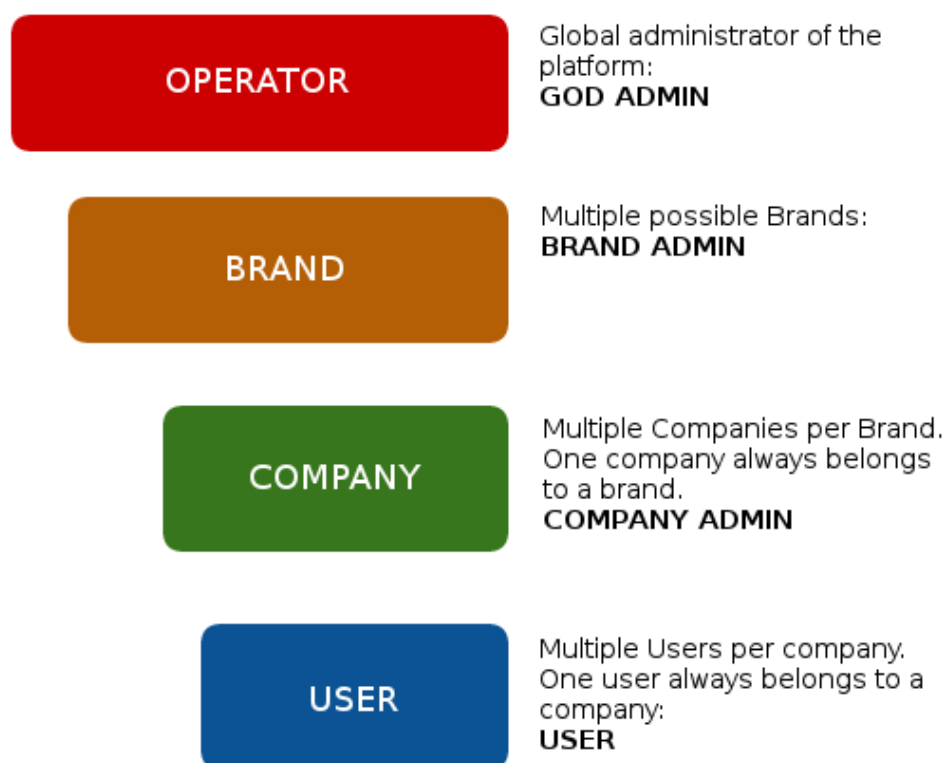 OPERATOR
Global administrator of the
platform:
GOD ADMIN
BRAND
Multiple possible Brands:
BRAND ADMIN
COMPANY
Multiple Companies per Brand.
One company always belongs
to a brand.
COMPANY ADMIN
USER
Multiple Users per company.
One user always belongs to a
company:
USER